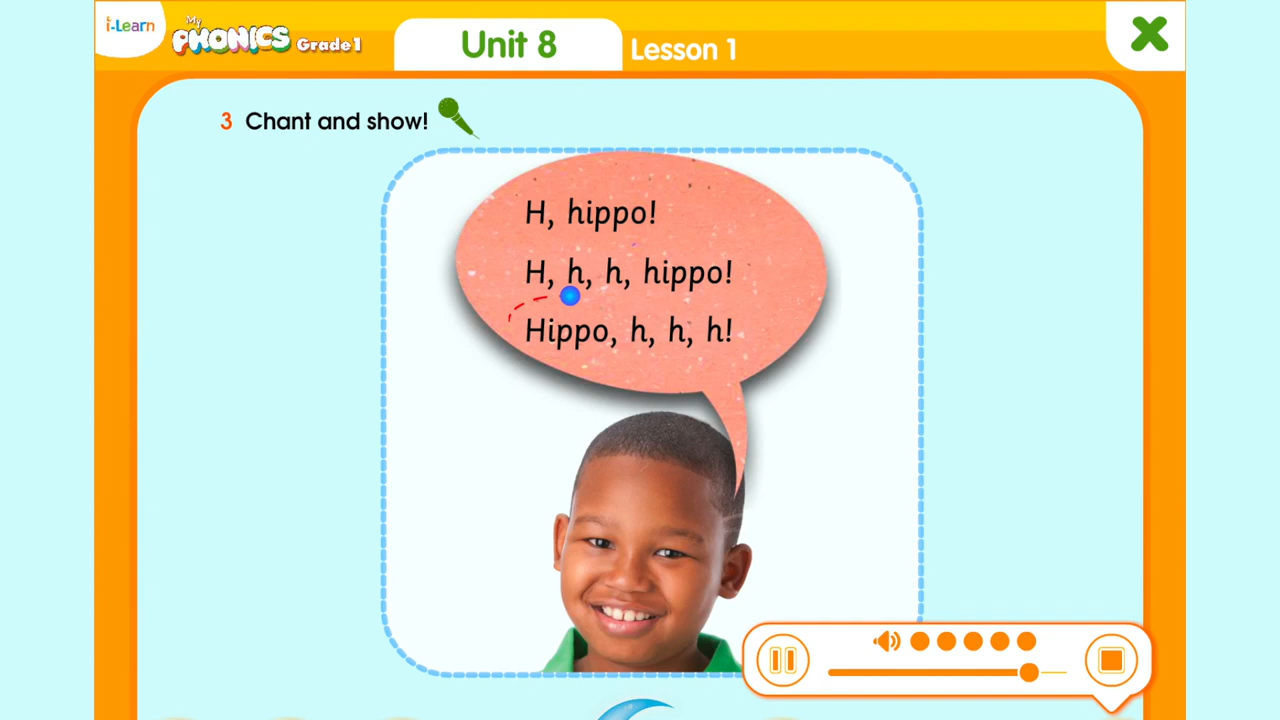 i-Learn
My
PHONICS Grade 1
Unit 8
Lesson 1
3 Chant and show!
H, hippo!
H, h, h, hippo!
Hippo, h, h, h!